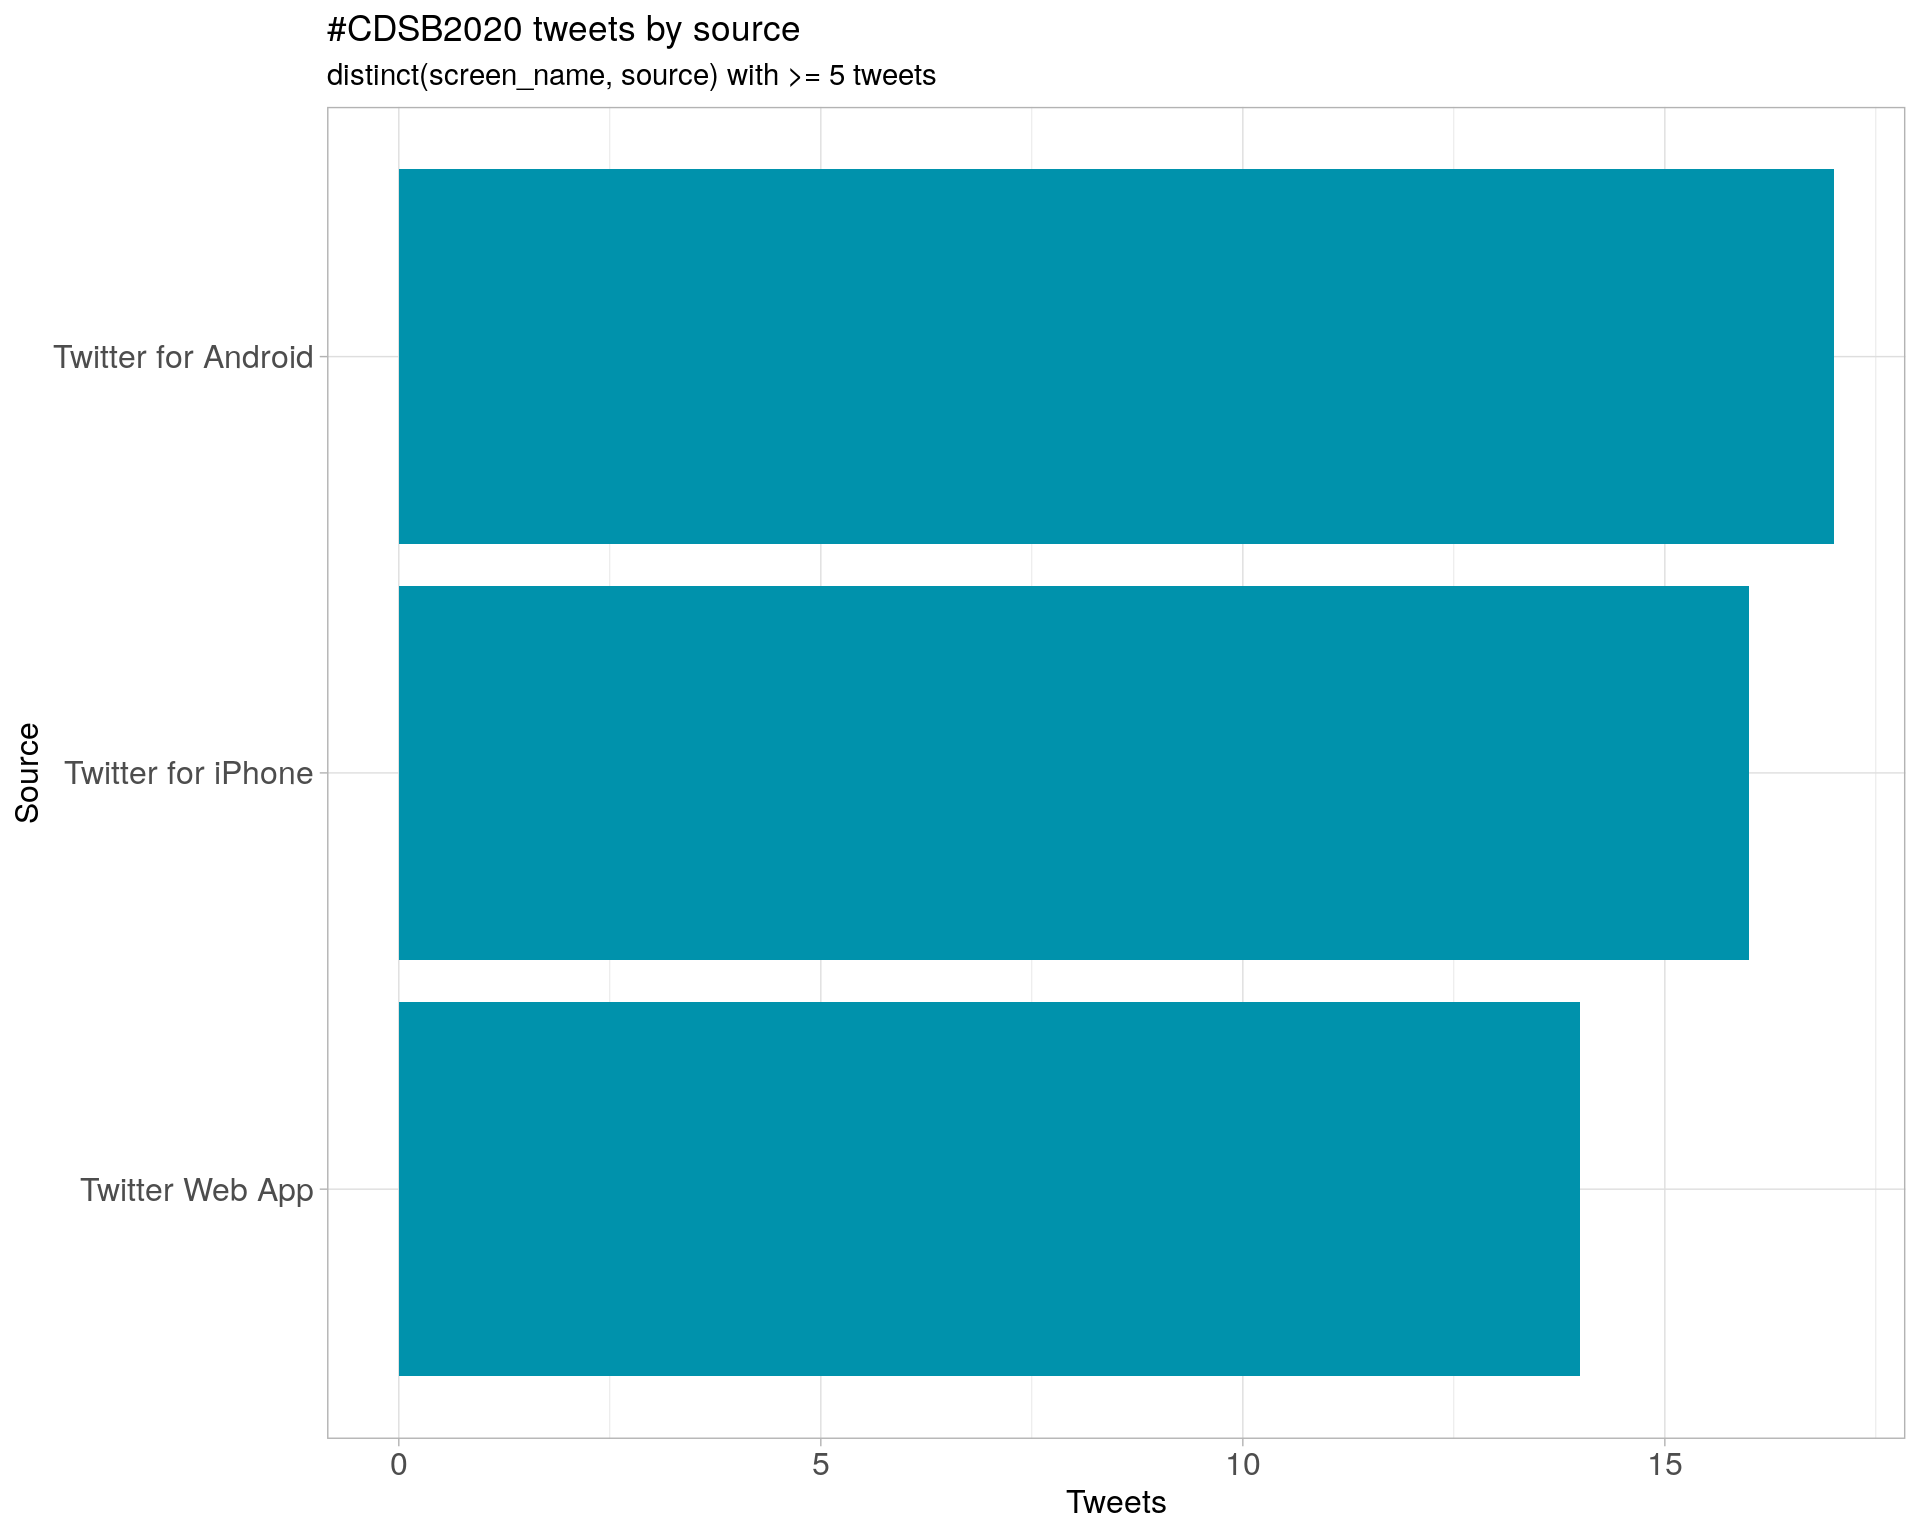 #CDSB2020 tweets by source
distinct(screen_name, source) with >= 5 tweets
Twitter for Android
Twitter for iPhone
Twitter Web App
Source
0 5 10 15
Tweets